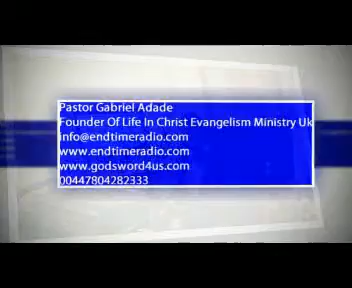 Pastor Gabriel Adade
Founder Of Life In Christ Evangelism Ministry Uk
info@endtimeradio.com
www.endtimeradio.com
www.godsword4us.com
00447804282333